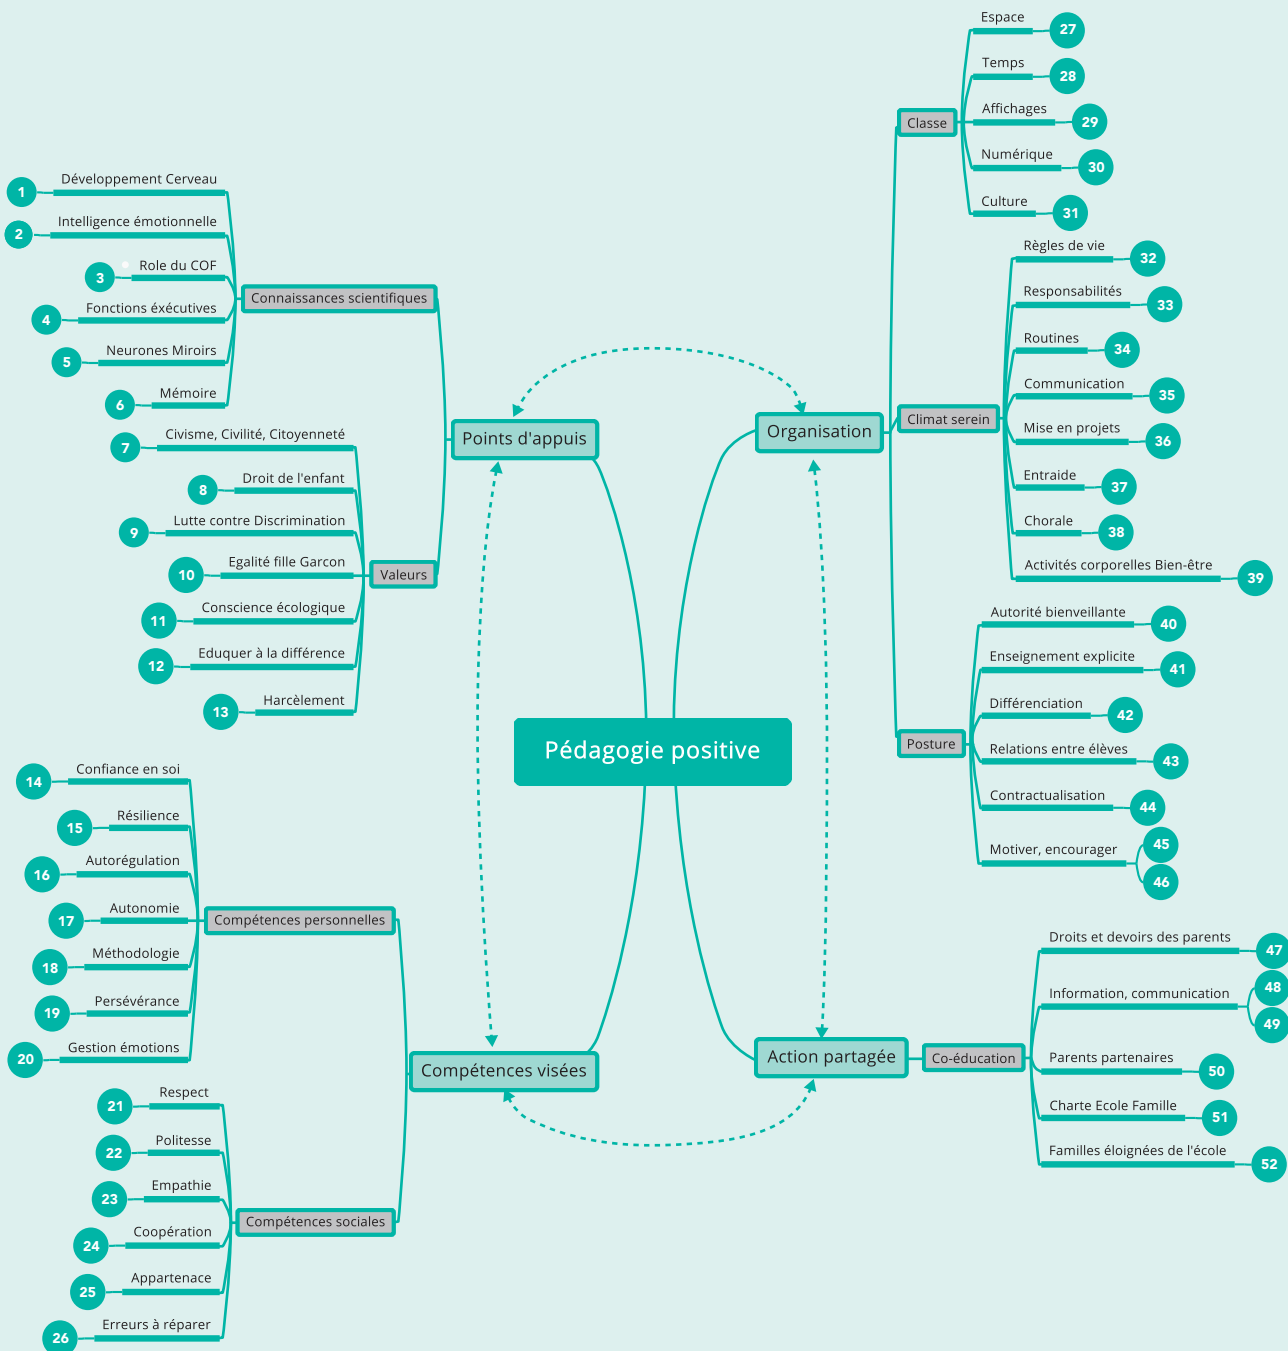 Pédagogie positive
Points d'appuis
Connaissances scientifiques
Développement Cerveau
1
Intelligence émotionnelle
2
Role du COF
3
Fonctions éxécutives
4
Neurones Miroirs
5
Mémoire
6
Valeurs
Civisme, Civilité, Citoyenneté
7
Droit de l'enfant
8
Lutte contre Discrimination
9
Egalité fille Garcon
10
Conscience écologique
11
Eduquer à la différence
12
Harcèlement
13
Compétences visées
Compétences personnelles
Confiance en soi
14
Résilience
15
Autorégulation
16
Autonomie
17
Méthodologie
18
Persévérance
19
Gestion émotions
20
Compétences sociales
Respect
21
Politesse
22
Empathie
23
Coopération
24
Appartenace
25
Erreurs à réparer
26
Organisation
Classe
Espace
27
Temps
28
Affichages
29
Numérique
30
Culture
31
Climat serein
Règles de vie
32
Responsabilités
33
Routines
34
Communication
35
Mise en projets
36
Entraide
37
Chorale
38
Activités corporelles Bien-être
39
Posture
Autorité bienveillante
40
Enseignement explicite
41
Différenciation
42
Relations entre élèves
43
Contractualisation
44
Motiver, encourager
45
46
Action partagée
Co-éducation
Droits et devoirs des parents
47
Information, communication
48
49
Parents partenaires
50
Charte Ecole Famille
51
Familles éloignées de l'école
52